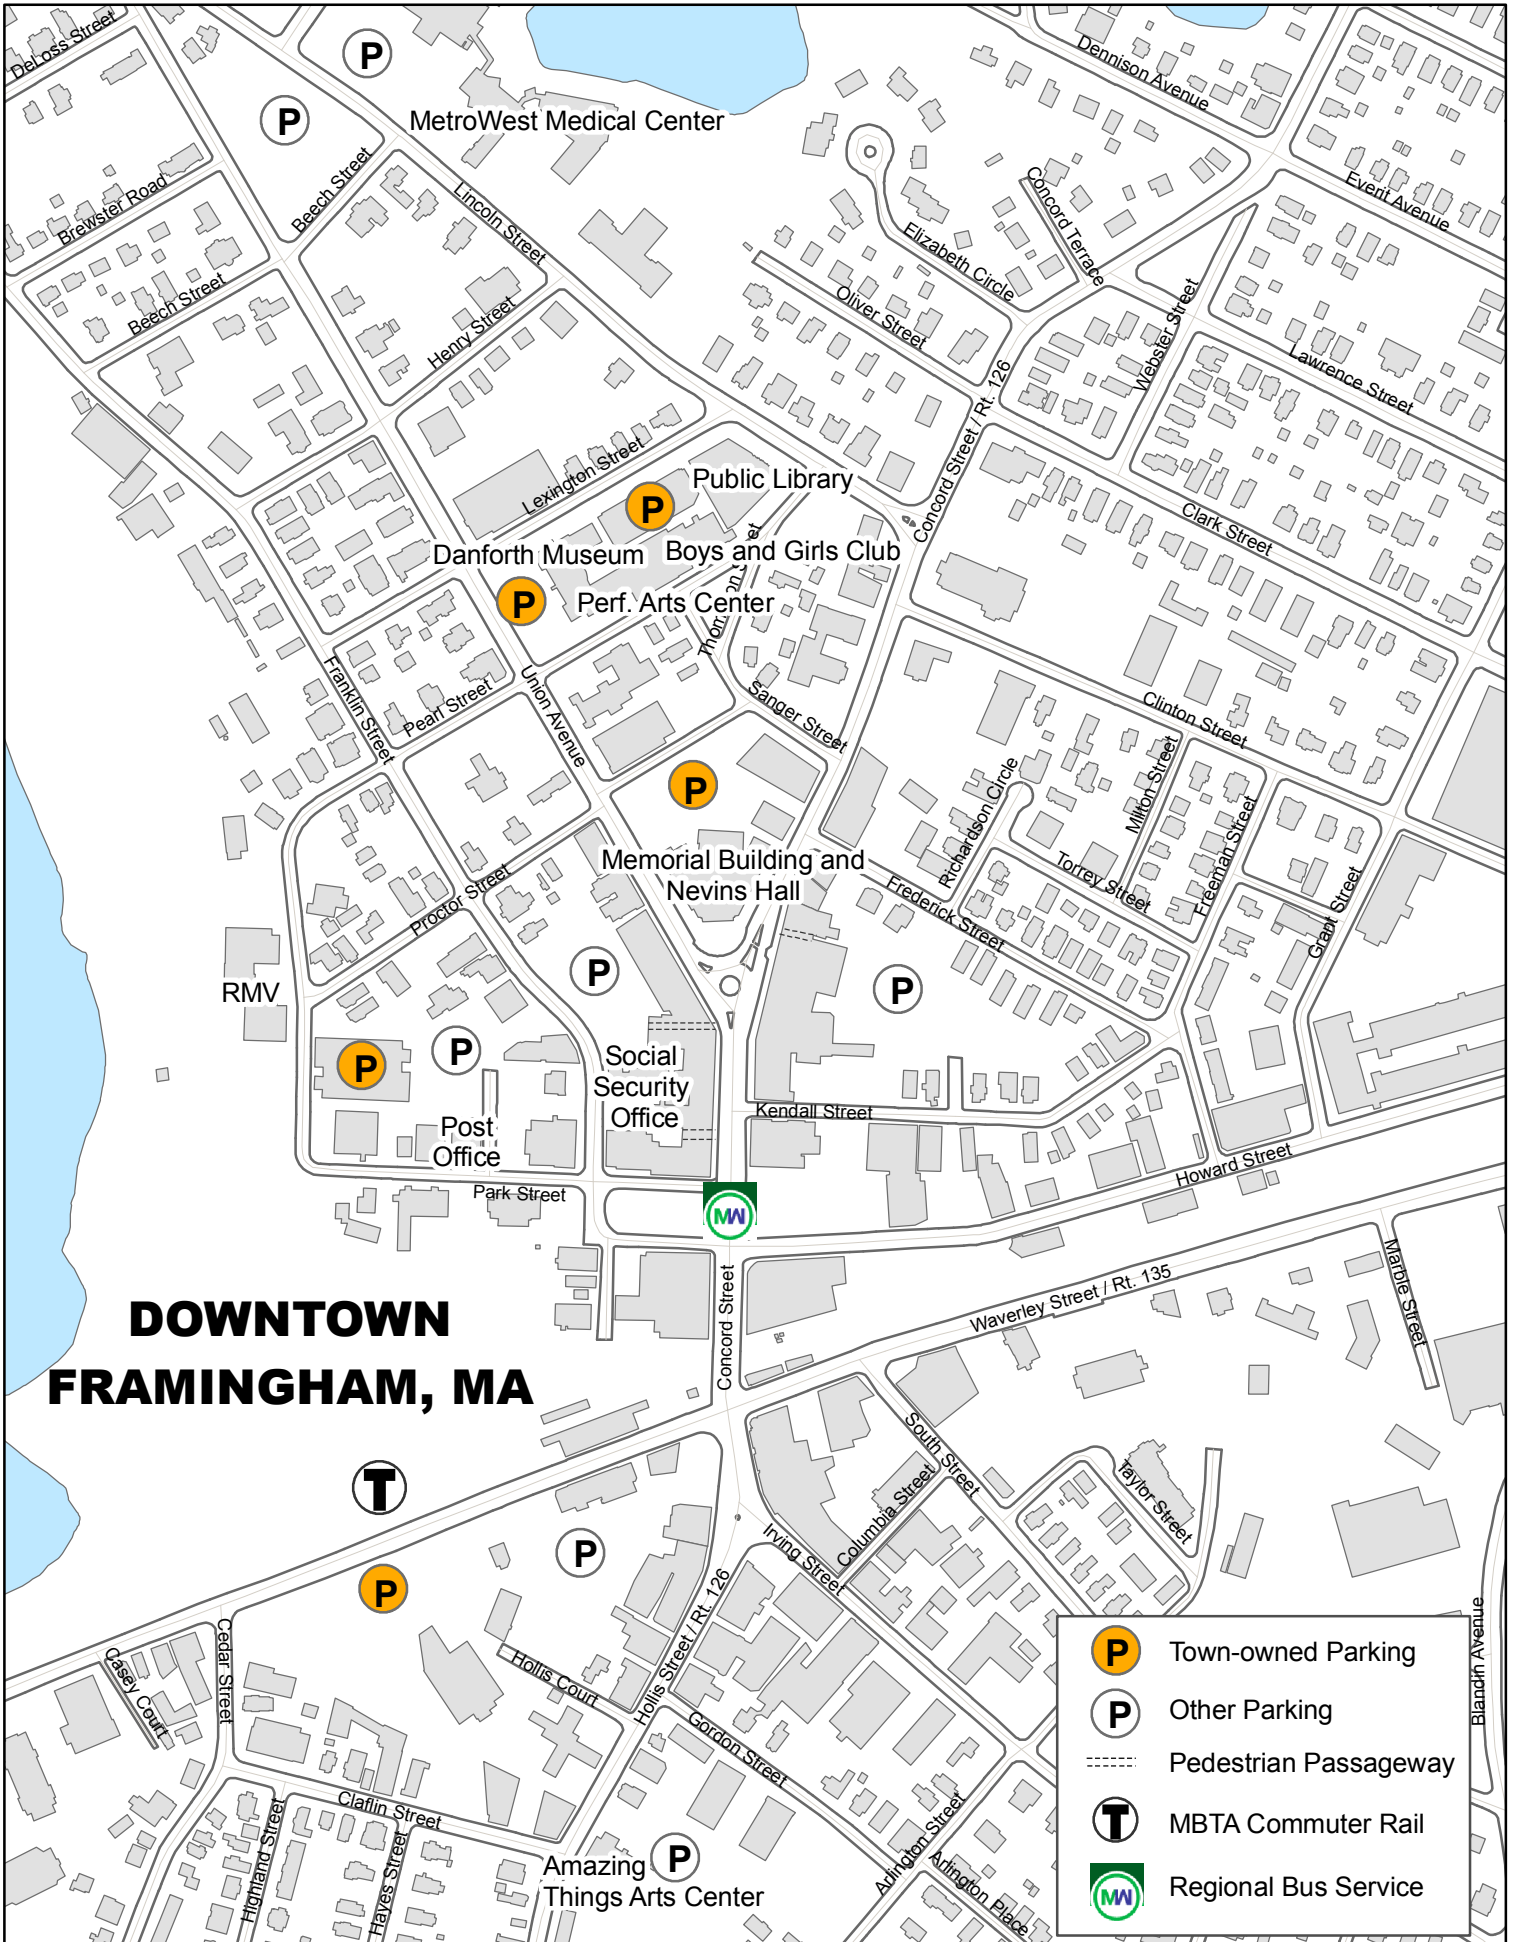 DeLoss Street
P
P
MetroWest Medical Center
Dennison Avenue
Everit Avenue
Brewster Road
Beech Street
Lincoln Street
Concord Terrace
Elizabeth Circle
Beech Street
Henry Street
Oliver Street
Webster Street
Lawrence Street
Concord Street / Rt. 126
Lexington Street
P
Public Library
Clark Street
Danforth Museum
Boys and Girls Club
P
Perf. Arts Center
Franklin Street
Pearl Street
Union Avenue
Sanger Street
Clinton Street
P
Milton Street
Richardson Circle
Freeman Street
Memorial Building and
Nevins Hall
Torrey Street
Frederick Street
Grant Street
Proctor Street
P
P
RMV
P
P
Social
Security
Office
Kendall Street
Post
Office
Park Street
Howard Street
MW
Concord Street
Waverley Street / Rt. 135
Marble Street
DOWNTOWN
FRAMINGHAM, MA
T
South Street
Columbia Street
Taylor Street
Irving Street
P
P
Hollis Street / Rt. 126
Cedar Street
Casey Court
Hollis Court
Gordon Street
Blandin Avenue
Claflin Street
Highland Street
Hayes Street
Arlington Street
Arlington Place
Amazing
Things Arts Center
P
P Town-owned Parking
P Other Parking
Pedestrian Passageway
T MBTA Commuter Rail
MW Regional Bus Service